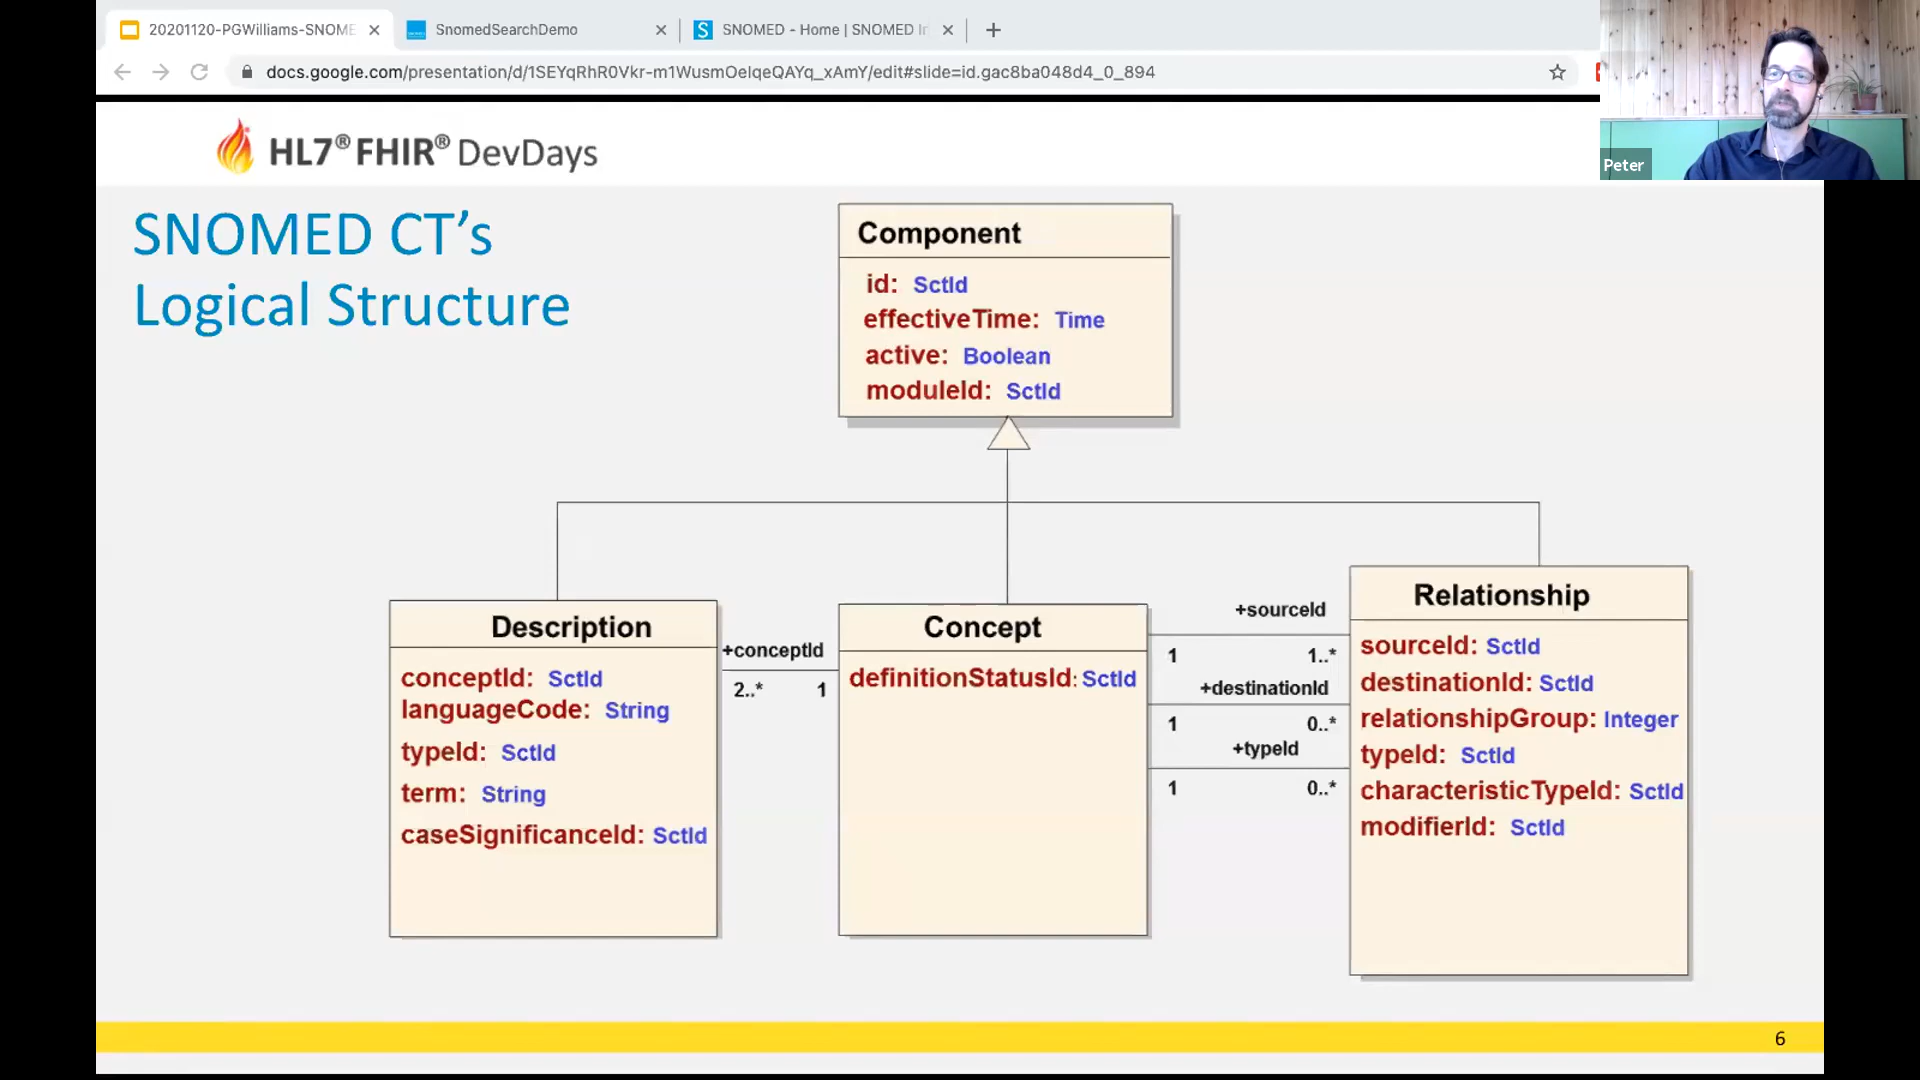 20201120-PGWilliams-SNOME
SnomedSearchDemo
SNOMED - Home | SNOMED In
docs.google.com/presentation/d/1SEYqRhR0Vkr-m1WusmOeIqeQAYq_xAmY/edit#slide=id.gac8ba048d4_0_894
Peter
HL7® FHIR® DevDays
SNOMED CT’s
Logical Structure
Component
id: SctId
effectiveTime: Time
active: Boolean
moduleId: SctId
Description
conceptId: SctId
languageCode: String
typeId: SctId
term: String
caseSignificanceId: SctId
+conceptId
2..* 1
Concept
definitionStatusId: SctId
+sourceId
1 1..*
+destinationId
1 0..*
+typeId
1 0..*
Relationship
sourceId: SctId
destinationId: SctId
relationshipGroup: Integer
typeId: SctId
characteristicTypeId: SctId
modifierId: SctId
6